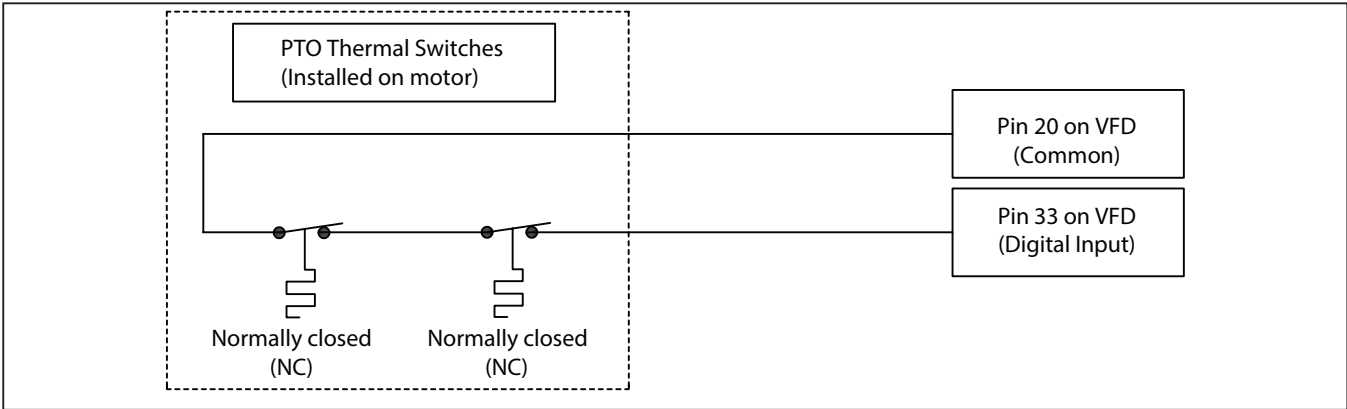 PTO Thermal Switches
(Installed on motor)
Pin 20 on VFD
(Common)
Pin 33 on VFD
(Digital Input)
Normally closed
(NC)
Normally closed
(NC)